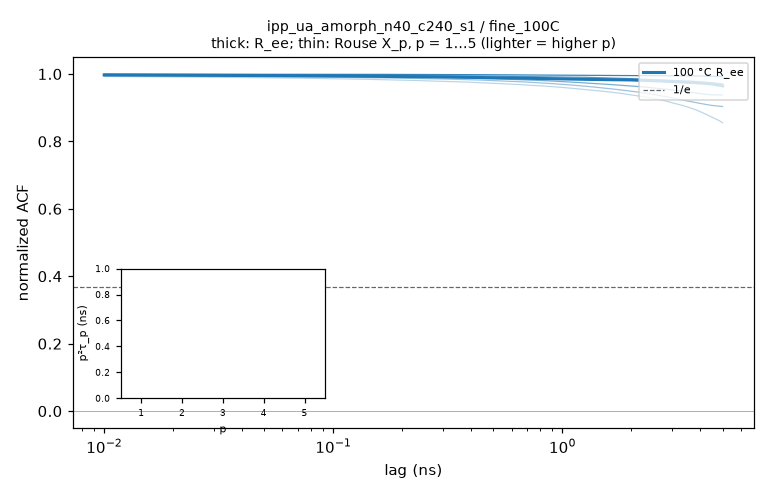 ipp_ua_amorph_n40_c240_s1 / fine_100C
thick: R_ee; thin: Rouse X_p, p = 1…5 (lighter = higher p)
normalized ACF
1.0
0.8
0.6
0.4
0.2
0.0
100 °C R_ee
1/e
p²τ_p (ns)
1.0
0.8
0.6
0.4
0.2
0.0
1 2 3 4 5
p
10⁻² 10⁻¹ 10⁰
lag (ns)